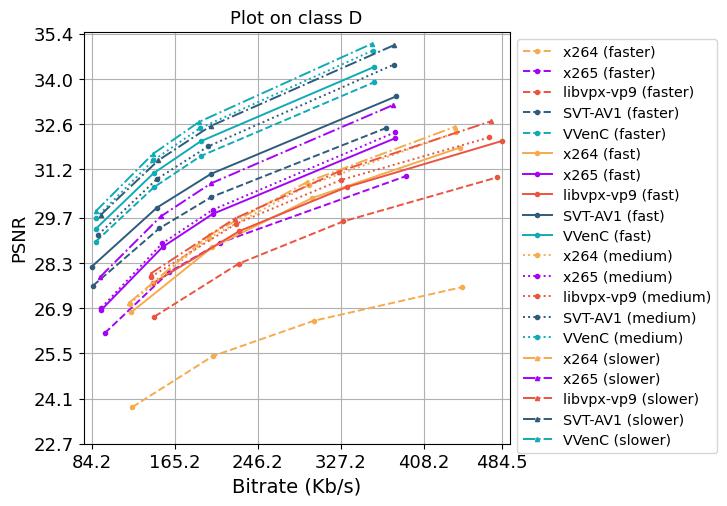 Plot on class D
PSNR
35.4
34.0
32.6
31.2
29.7
28.3
26.9
25.5
24.1
22.7
84.2 165.2 246.2 327.2 408.2 484.5
Bitrate (Kb/s)
x264 (faster)
x265 (faster)
libvpx-vp9 (faster)
SVT-AV1 (faster)
VVenC (faster)
x264 (fast)
x265 (fast)
libvpx-vp9 (fast)
SVT-AV1 (fast)
VVenC (fast)
x264 (medium)
x265 (medium)
libvpx-vp9 (medium)
SVT-AV1 (medium)
VVenC (medium)
x264 (slower)
x265 (slower)
libvpx-vp9 (slower)
SVT-AV1 (slower)
VVenC (slower)